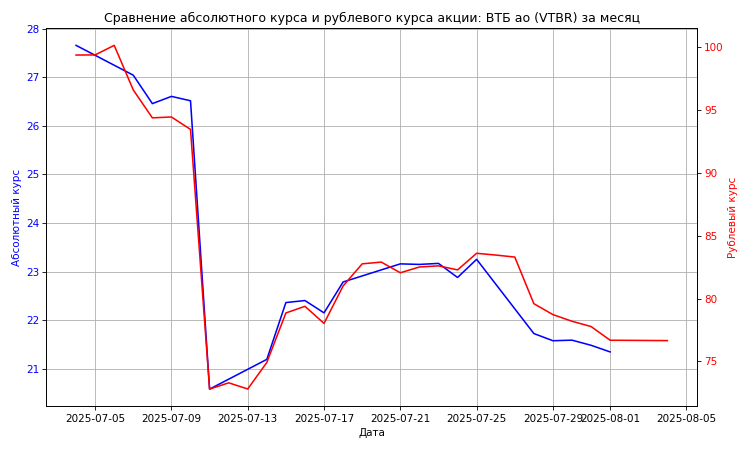 Сравнение абсолютного курса и рублевого курса акции: ВТБ ао (VTBR) за месяц
28
27
26
25
24
23
22
21
Абсолютный курс
100
95
90
85
80
75
Рублевый курс
2025-07-05 2025-07-09 2025-07-13 2025-07-17 2025-07-21 2025-07-25 2025-07-29 2025-08-01 2025-08-05
Дата